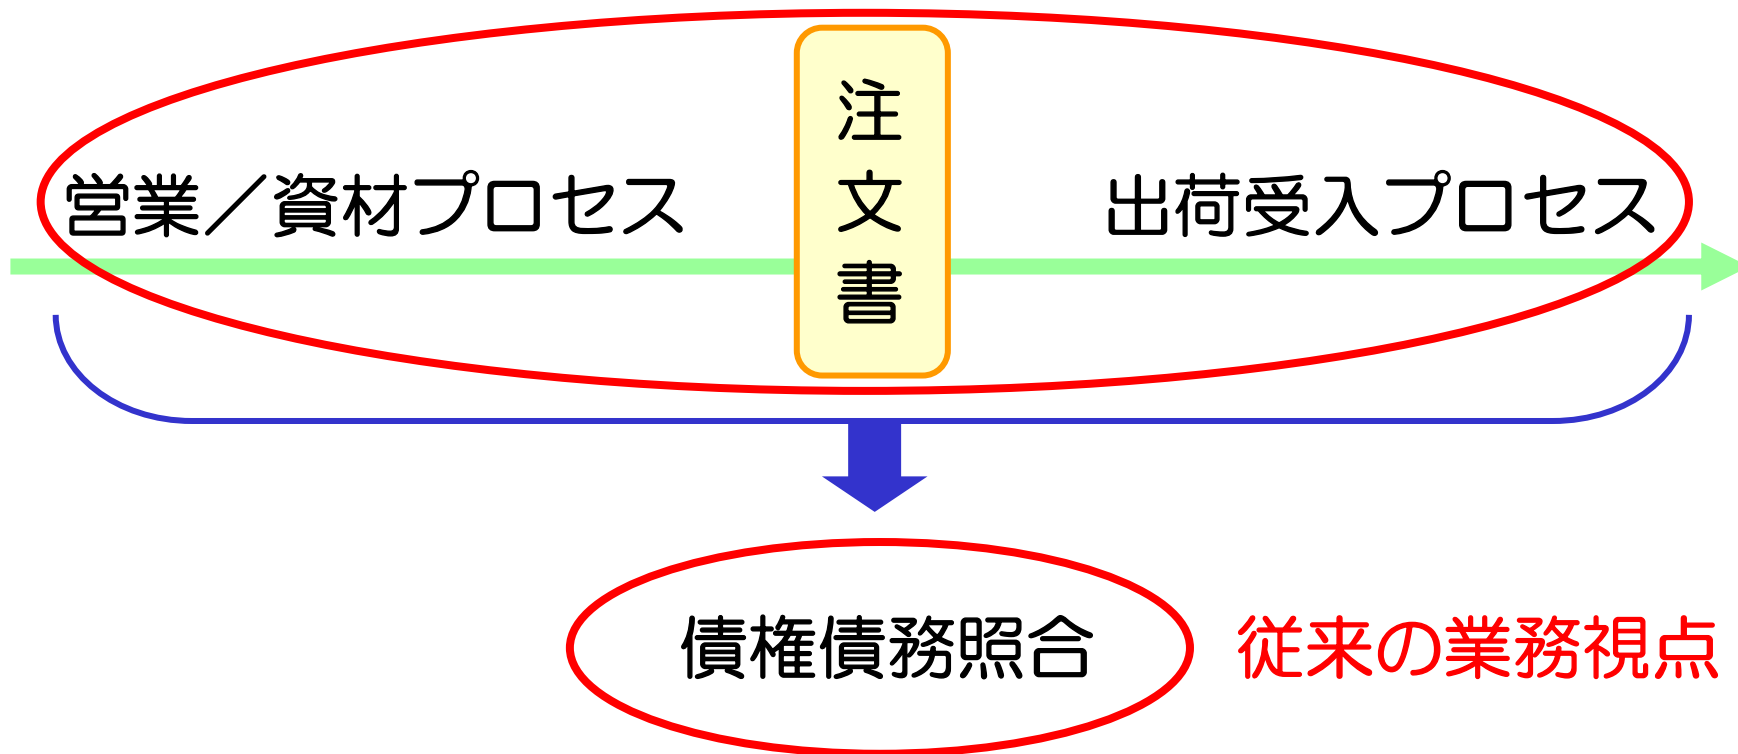 注文書
営業／資材プロセス
出荷受入プロセス
債権債務照合
従来の業務視点